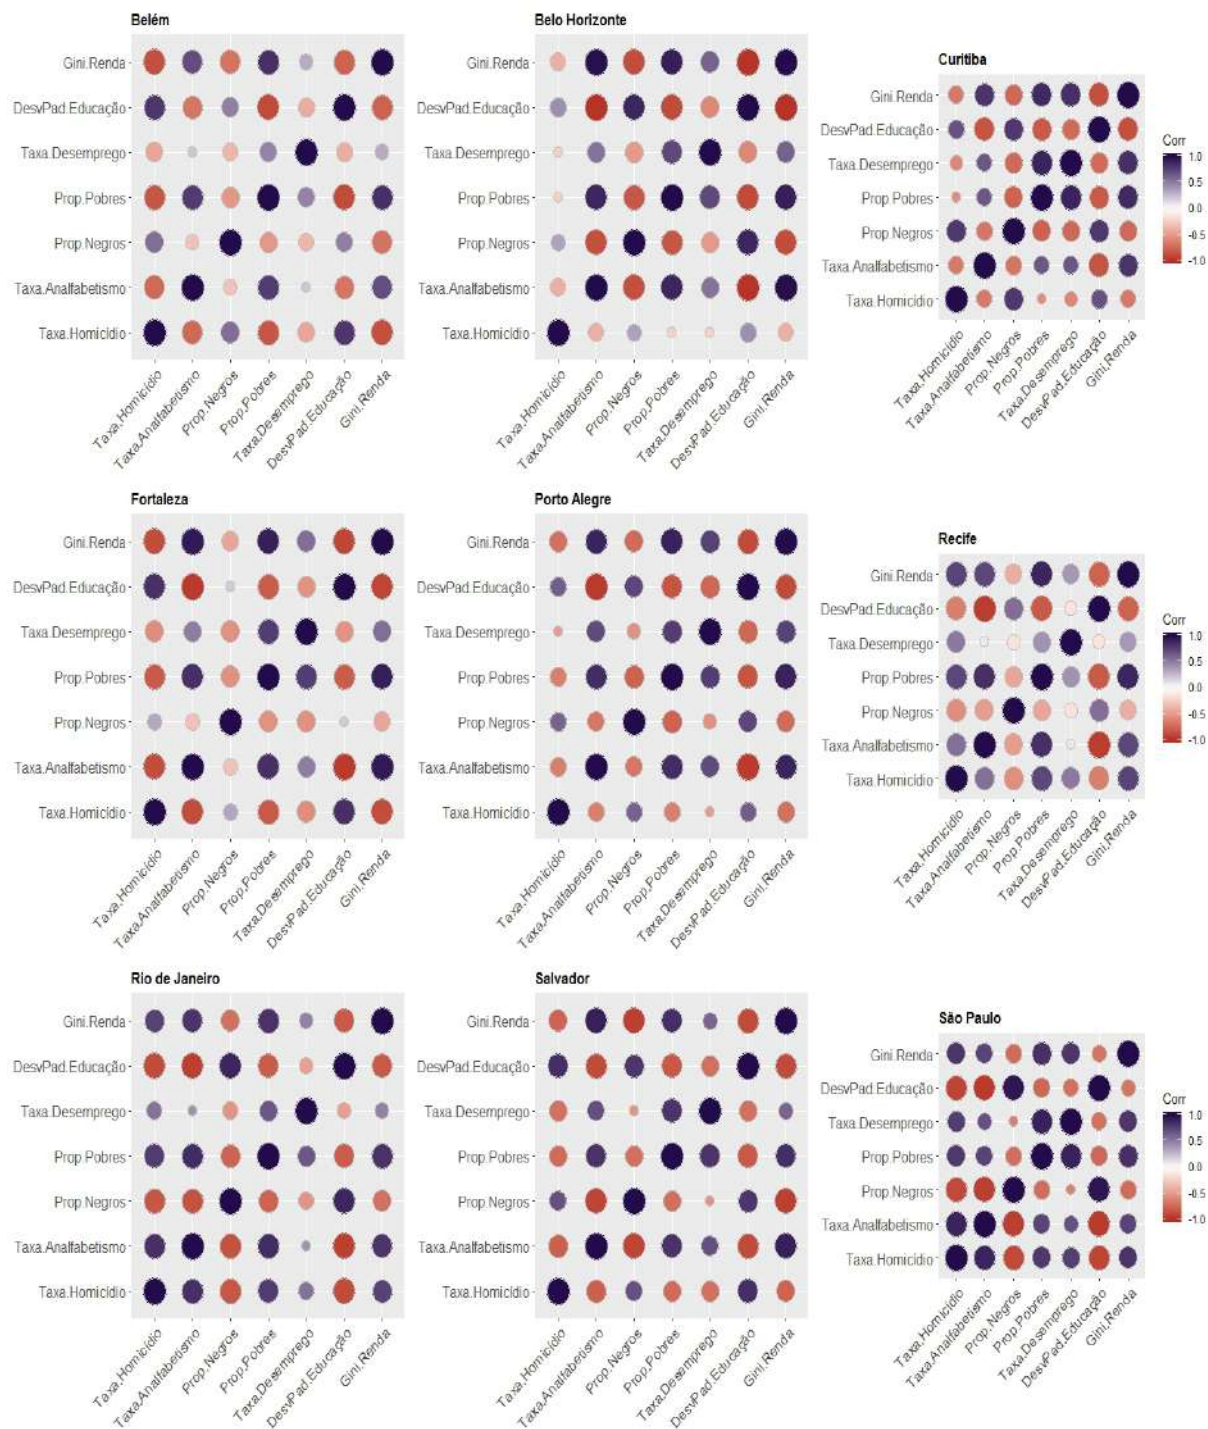 Belém
Gini.Renda
DesvPad.Educação
Taxa.Desemprego
Prop.Pobres
Prop.Negros
Taxa.Analfabetismo
Taxa.Homicídio
Taxa.Homicídio
Taxa.Analfabetismo
Prop.Negros
Prop.Pobres
Taxa.Desemprego
DesvPad.Educação
Gini.Renda
Belo Horizonte
Gini.Renda
DesvPad.Educação
Taxa.Desemprego
Prop.Pobres
Prop.Negros
Taxa.Analfabetismo
Taxa.Homicídio
Taxa.Homicídio
Taxa.Analfabetismo
Prop.Negros
Prop.Pobres
Taxa.Desemprego
DesvPad.Educação
Gini.Renda
Curitiba
Gini.Renda
DesvPad.Educação
Taxa.Desemprego
Prop.Pobres
Prop.Negros
Taxa.Analfabetismo
Taxa.Homicídio
Taxa.Homicídio
Taxa.Analfabetismo
Prop.Negros
Prop.Pobres
Taxa.Desemprego
DesvPad.Educação
Gini.Renda
Corr
1.0
0.5
0.0
-0.5
-1.0
Fortaleza
Gini.Renda
DesvPad.Educação
Taxa.Desemprego
Prop.Pobres
Prop.Negros
Taxa.Analfabetismo
Taxa.Homicídio
Taxa.Homicídio
Taxa.Analfabetismo
Prop.Negros
Prop.Pobres
Taxa.Desemprego
DesvPad.Educação
Gini.Renda
Porto Alegre
Gini.Renda
DesvPad.Educação
Taxa.Desemprego
Prop.Pobres
Prop.Negros
Taxa.Analfabetismo
Taxa.Homicídio
Taxa.Homicídio
Taxa.Analfabetismo
Prop.Negros
Prop.Pobres
Taxa.Desemprego
DesvPad.Educação
Gini.Renda
Recife
Gini.Renda
DesvPad.Educação
Taxa.Desemprego
Prop.Pobres
Prop.Negros
Taxa.Analfabetismo
Taxa.Homicídio
Taxa.Homicídio
Taxa.Analfabetismo
Prop.Negros
Prop.Pobres
Taxa.Desemprego
DesvPad.Educação
Gini.Renda
Corr
1.0
0.5
0.0
-0.5
-1.0
Rio de Janeiro
Gini.Renda
DesvPad.Educação
Taxa.Desemprego
Prop.Pobres
Prop.Negros
Taxa.Analfabetismo
Taxa.Homicídio
Taxa.Homicídio
Taxa.Analfabetismo
Prop.Negros
Prop.Pobres
Taxa.Desemprego
DesvPad.Educação
Gini.Renda
Salvador
Gini.Renda
DesvPad.Educação
Taxa.Desemprego
Prop.Pobres
Prop.Negros
Taxa.Analfabetismo
Taxa.Homicídio
Taxa.Homicídio
Taxa.Analfabetismo
Prop.Negros
Prop.Pobres
Taxa.Desemprego
DesvPad.Educação
Gini.Renda
São Paulo
Gini.Renda
DesvPad.Educação
Taxa.Desemprego
Prop.Pobres
Prop.Negros
Taxa.Analfabetismo
Taxa.Homicídio
Taxa.Homicídio
Taxa.Analfabetismo
Prop.Negros
Prop.Pobres
Taxa.Desemprego
DesvPad.Educação
Gini.Renda
Corr
1.0
0.5
0.0
-0.5
-1.0